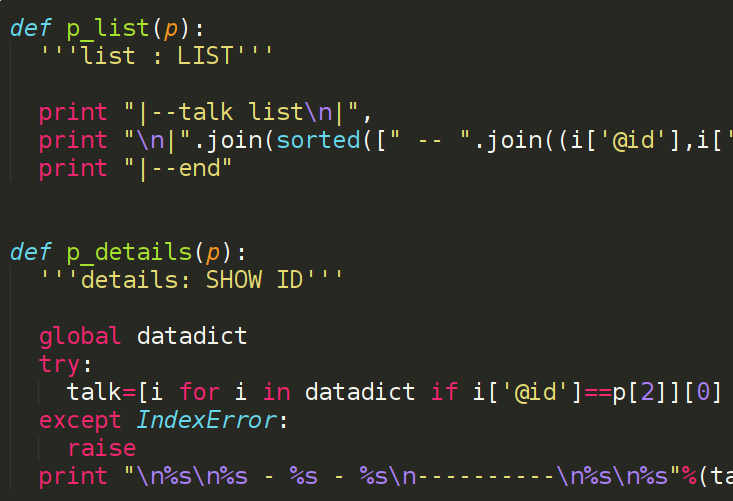 def p_list(p):
  '''list : LIST'''
  print "|--talk list\n|",
  print "\n|".join(sorted([" -- ".join((i['@id'],i['
  print "|--end"
def p_details(p):
  '''details: SHOW ID'''
  global datadict
  try:
    talk=[i for i in datadict if i['@id']==p[2]][0]
  except IndexError:
    raise
  print "\n%s\n%s - %s - %s\n----------\n%s\n%s"%(ta